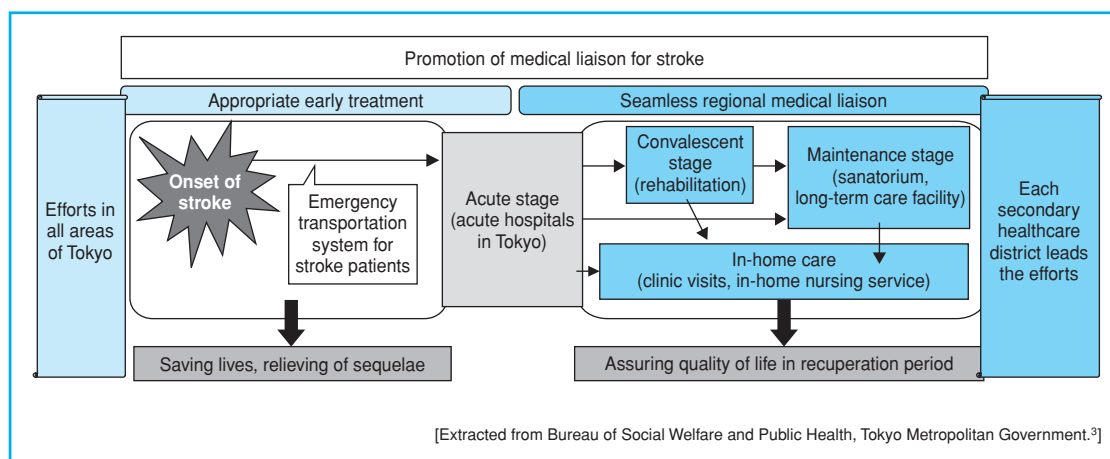 Promotion of medical liaison for stroke
Appropriate early treatment
Seamless regional medical liaison
Efforts in
all areas
of Tokyo
Onset of
stroke
Emergency
transportation
system for
stroke patients
Acute stage
(acute hospitals
in Tokyo)
Convalescent
stage
(rehabilitation)
Maintenance stage
(sanatorium,
long-term care facility)
In-home care
(clinic visits, in-home nursing service)
Each
secondary
healthcare
district leads
the efforts
Saving lives, relieving of sequelae
Assuring quality of life in recuperation period
[Extracted from Bureau of Social Welfare and Public Health, Tokyo Metropolitan Government.³]